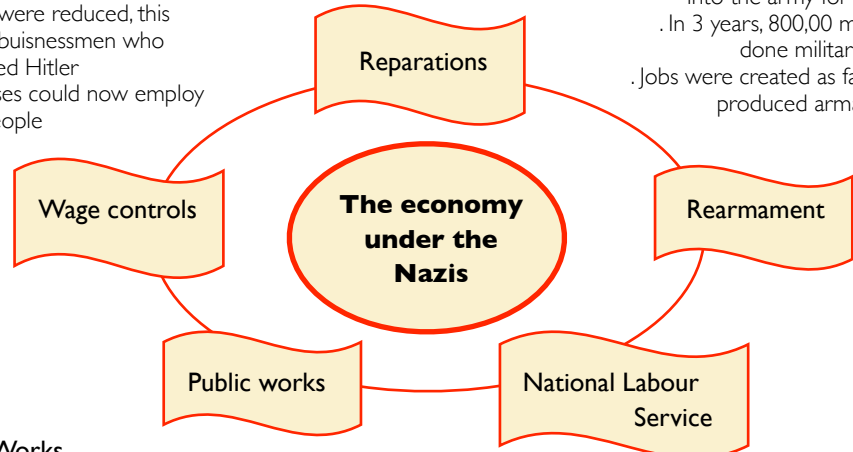 were reduced, this
buisnessmen who
ed Hitler
ses could now employ
eople
into the army for
. In 3 years, 800,00 m
done militar
. Jobs were created as fa
produced arma
Reparations
Wage controls
The economy
under the
Nazis
Rearmament
Public works
National Labour
Service
Works